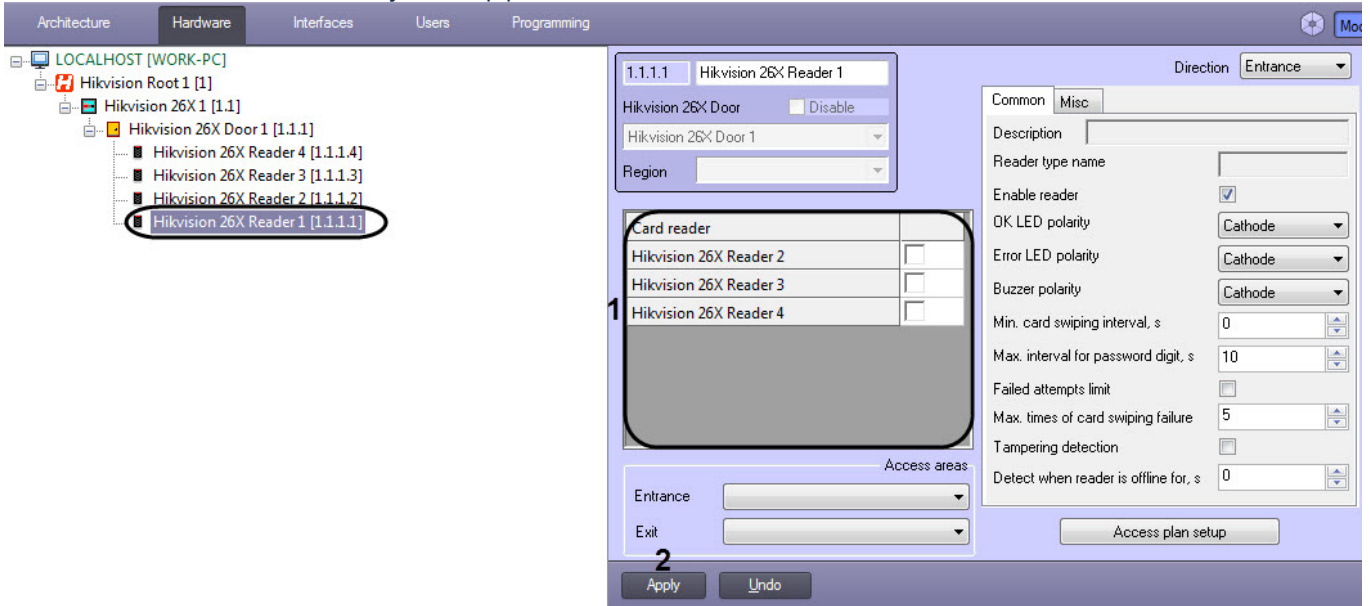 Architecture Hardware Interfaces Users Programming
LOCALHOST [WORK-PC]
Hikvision Root 1 [1]
Hikvision 26X 1 [1.1]
Hikvision 26X Door 1 [1.1.1]
Hikvision 26X Reader 4 [1.1.1.4]
Hikvision 26X Reader 3 [1.1.1.3]
Hikvision 26X Reader 2 [1.1.1.2]
Hikvision 26X Reader 1 [1.1.1.1]
1.1.1.1 Hikvision 26X Reader 1
Hikvision 26X Door Disable
Hikvision 26X Door 1
Region
Card reader
Hikvision 26X Reader 2
Hikvision 26X Reader 3
Hikvision 26X Reader 4
1
Access areas
Entrance
Exit
2
Apply Undo
Direction Entrance
Common Misc
Description
Reader type name
Enable reader
OK LED polarity Cathode
Error LED polarity Cathode
Buzzer polarity Cathode
Min. card swiping interval, s 0
Max. interval for password digit, s 10
Failed attempts limit
Max. times of card swiping failure 5
Tampering detection
Detect when reader is offline for, s 0
Access plan setup